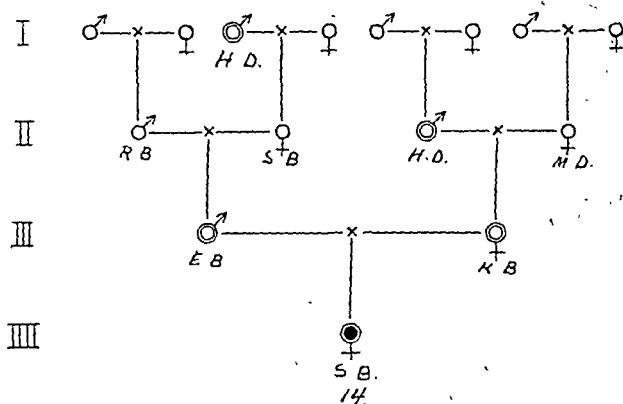 I
H D.
II
R B S B H. D. M D.
III
E B K B
IIII
S B.
14.